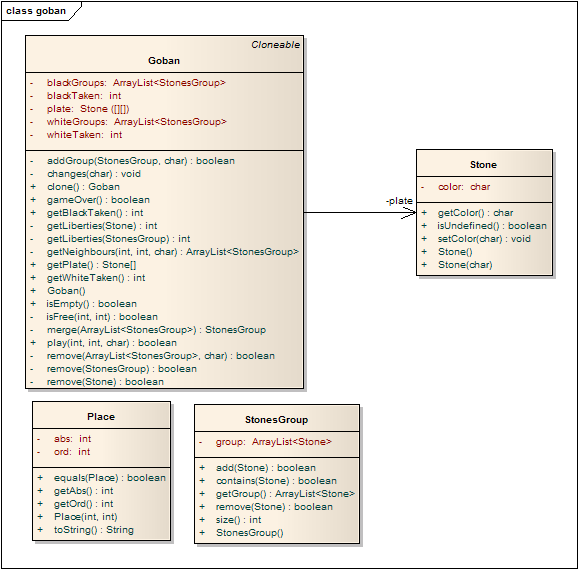 class goban
Cloneable
Goban
- blackGroups: ArrayList<StonesGroup>
- blackTaken: int
- plate: Stone ([][])
- whiteGroups: ArrayList<StonesGroup>
- whiteTaken: int
- addGroup(StonesGroup, char) : boolean
- changes(char) : void
+ clone() : Goban
+ gameOver() : boolean
+ getBlackTaken() : int
- getLiberties(Stone) : int
- getLiberties(StonesGroup) : int
- getNeighbours(int, int, char) : ArrayList<StonesGroup>
+ getPlate() : Stone[]
+ getWhiteTaken() : int
+ Goban()
+ isEmpty() : boolean
- isFree(int, int) : boolean
- merge(ArrayList<StonesGroup>) : StonesGroup
+ play(int, int, char) : boolean
- remove(ArrayList<StonesGroup>, char) : boolean
- remove(StonesGroup) : boolean
- remove(Stone) : boolean
-plate
Stone
- color: char
+ getColor() : char
+ isUndefined() : boolean
+ setColor(char) : void
+ Stone()
+ Stone(char)
Place
- abs: int
- ord: int
+ equals(Place) : boolean
+ getAbs() : int
+ getOrd() : int
+ Place(int, int)
+ toString() : String
StonesGroup
- group: ArrayList<Stone>
+ add(Stone) : boolean
+ contains(Stone) : boolean
+ getGroup() : ArrayList<Stone>
+ remove(Stone) : boolean
+ size() : int
+ StonesGroup()